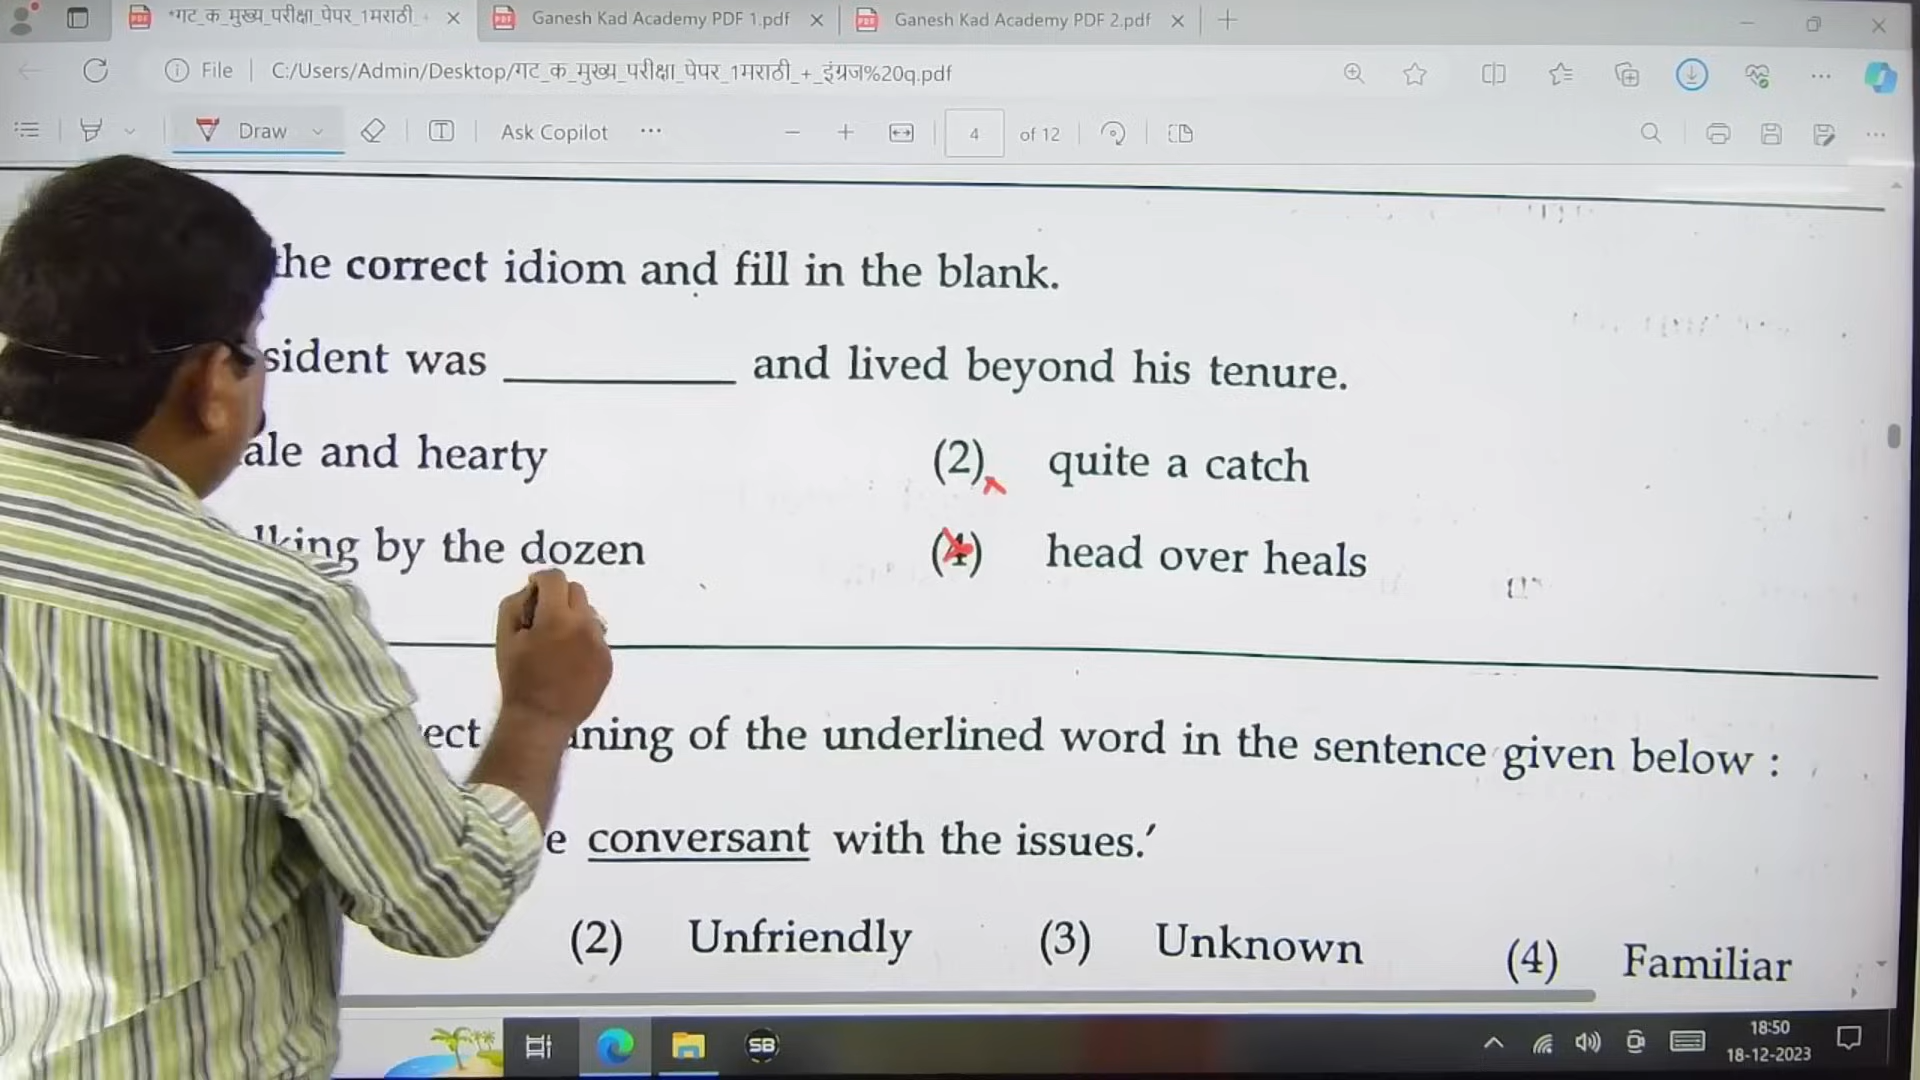 *गट_क_मुख्य_परीक्षा_पेपर_1मराठी_+
Ganesh Kad Academy PDF 1.pdf
Ganesh Kad Academy PDF 2.pdf
File
C:/Users/Admin/Desktop/गट_क_मुख्य_परीक्षा_पेपर_1मराठी_+_इंग्रज%20q.pdf
Draw
Ask Copilot
4 of 12
the correct idiom and fill in the blank.
sident was __________ and lived beyond his tenure.
ale and hearty (2) quite a catch
lking by the dozen (4) head over heals
ect ning of the underlined word in the sentence given below :
e conversant with the issues.’
(2) Unfriendly (3) Unknown (4) Familiar
SB
18:50
18-12-2023